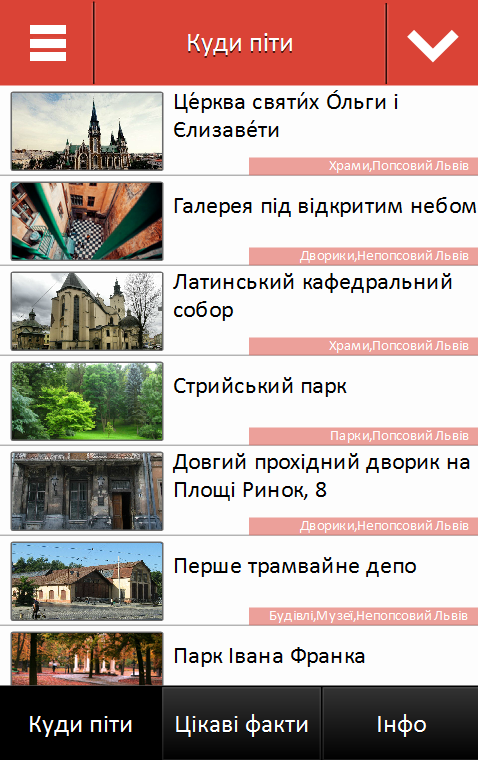 Куди піти
Це́рква святи́х О́льги і
Єлизаве́ти
Храми,Попсовий Львів
Галерея під відкритим небом
Дворики,Непопсовий Львів
Латинський кафедральний
собор
Храми,Попсовий Львів
Стрийський парк
Парки,Попсовий Львів
Довгий прохідний дворик на
Площі Ринок, 8
Дворики,Непопсовий Львів
Перше трамвайне депо
Будівлі,Музеї,Непопсовий Львів
Парк Івана Франка
Куди піти
Цікаві факти
Інфо